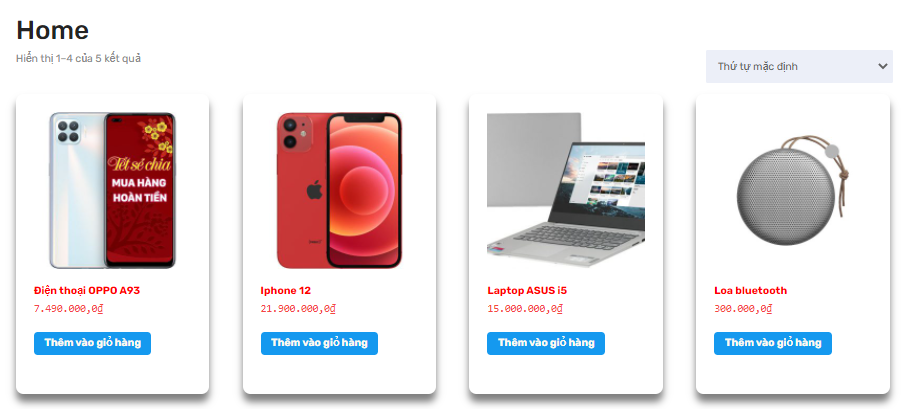 Home
Hiển thị 1–4 của 5 kết quả
Thứ tự mặc định
Tết sẻ chia
MUA HÀNG
HOÀN TIỀN
Điện thoại OPPO A93
7.490.000,0₫
Thêm vào giỏ hàng
Iphone 12
21.900.000,0₫
Thêm vào giỏ hàng
Laptop ASUS i5
15.000.000,0₫
Thêm vào giỏ hàng
Loa bluetooth
300.000,0₫
Thêm vào giỏ hàng